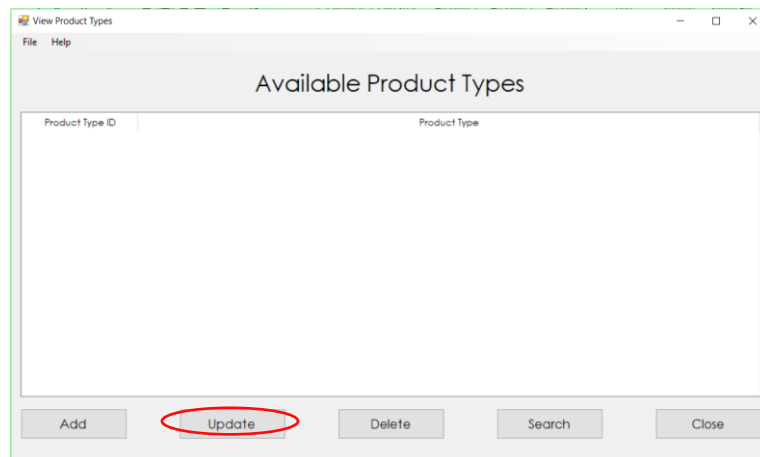 View Product Types
File Help
Available Product Types
Product Type ID Product Type
Add Update Delete Search Close